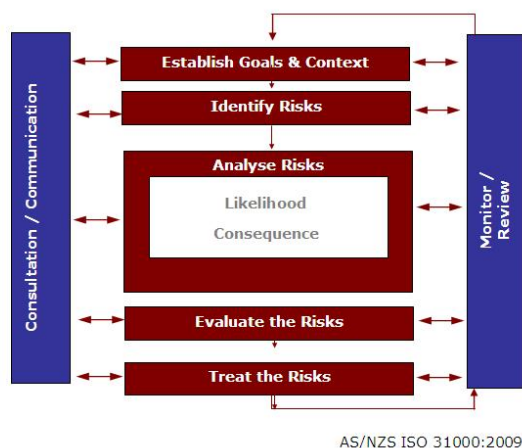 Establish Goals & Context
Identify Risks
Analyse Risks
Likelihood
Consequence
Evaluate the Risks
Treat the Risks
Consultation / Communication
Monitor /
Review
AS/NZS ISO 31000:2009